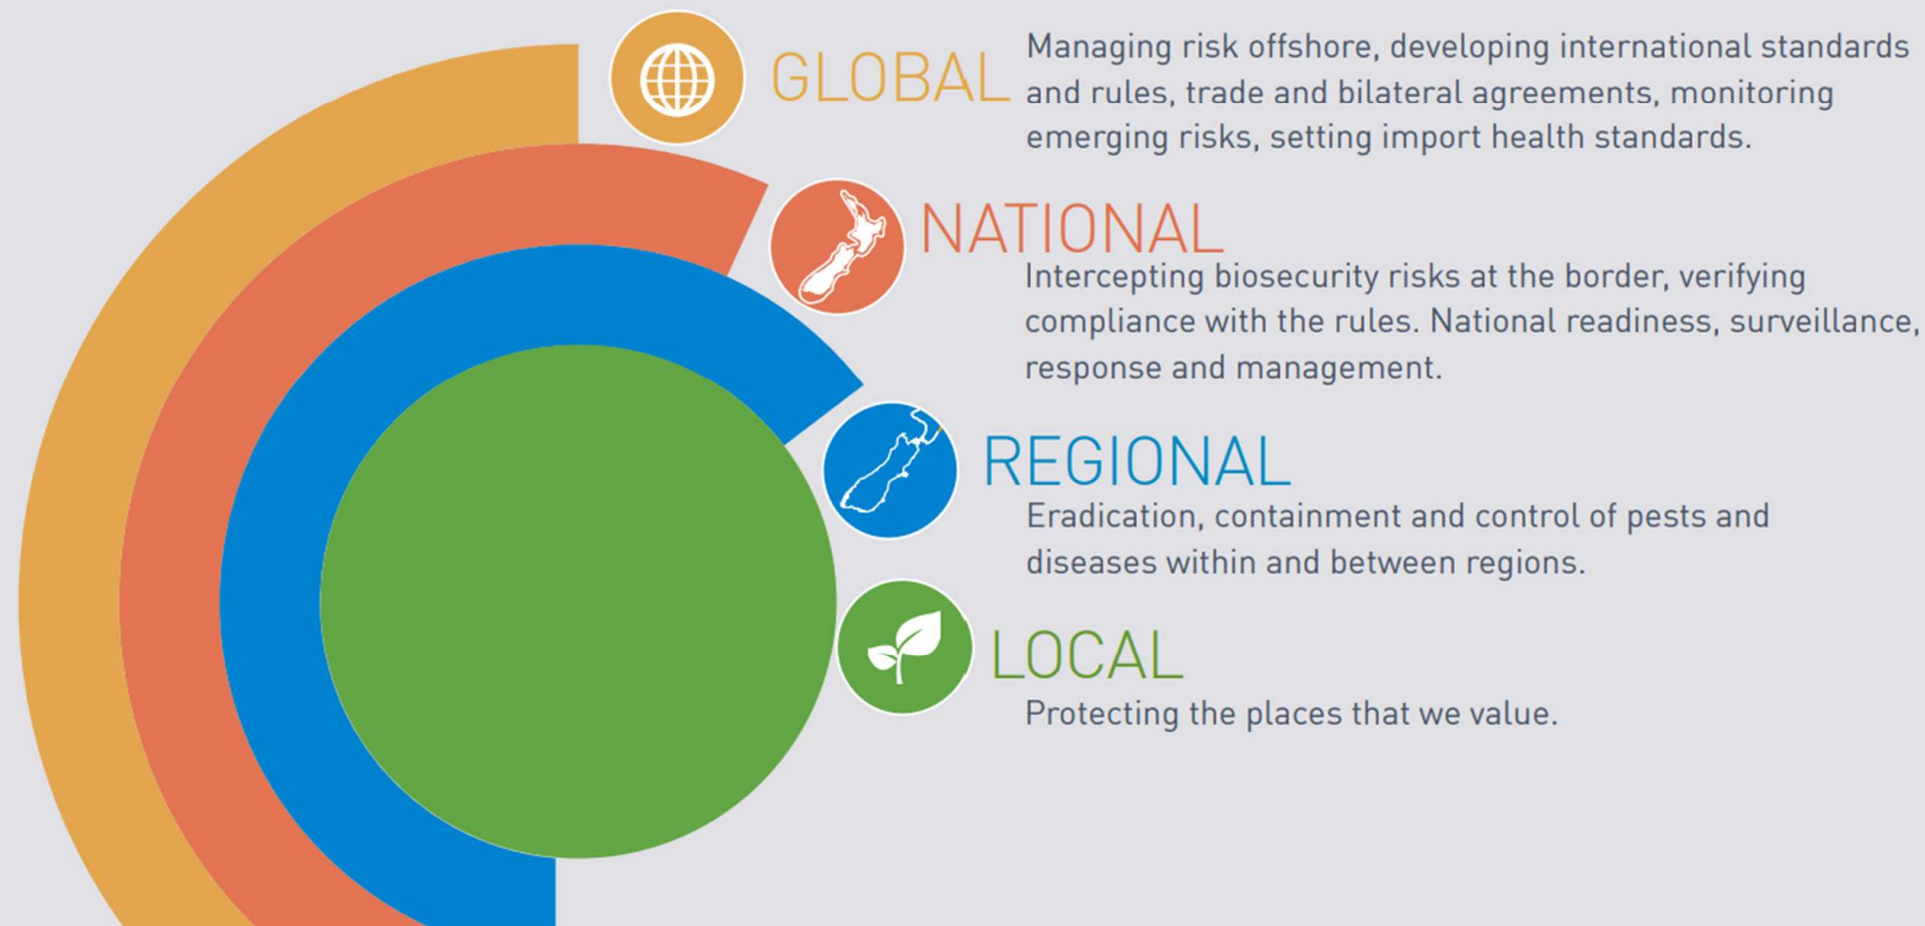 GLOBAL
Managing risk offshore, developing international standards
and rules, trade and bilateral agreements, monitoring
emerging risks, setting import health standards.
NATIONAL
Intercepting biosecurity risks at the border, verifying
compliance with the rules. National readiness, surveillance,
response and management.
REGIONAL
Eradication, containment and control of pests and
diseases within and between regions.
LOCAL
Protecting the places that we value.